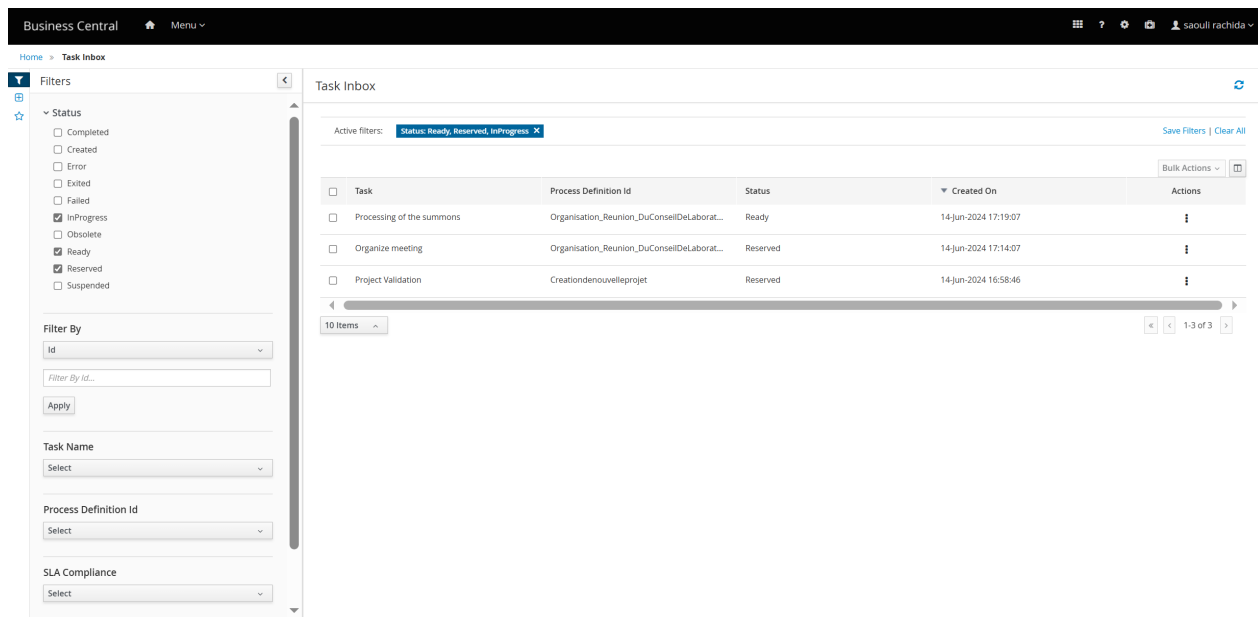 Business Central Menu saouli rachida
Home » Task Inbox
Filters
Status
Completed
Created
Error
Exited
Failed
InProgress
Obsolete
Ready
Reserved
Suspended
Filter By
Id
Filter By Id...
Apply
Task Name
Select
Process Definition Id
Select
SLA Compliance
Select
Task Inbox
Active filters: Status: Ready, Reserved, InProgress ✕ Save Filters | Clear All
Bulk Actions
Task Process Definition Id Status Created On Actions
Processing of the summons Organisation_Reunion_DuConseilDeLaborat... Ready 14-Jun-2024 17:19:07
Organize meeting Organisation_Reunion_DuConseilDeLaborat... Reserved 14-Jun-2024 17:14:07
Project Validation Creationdenouvelleprojet Reserved 14-Jun-2024 16:58:46
10 Items « ‹ 1-3 of 3 ›